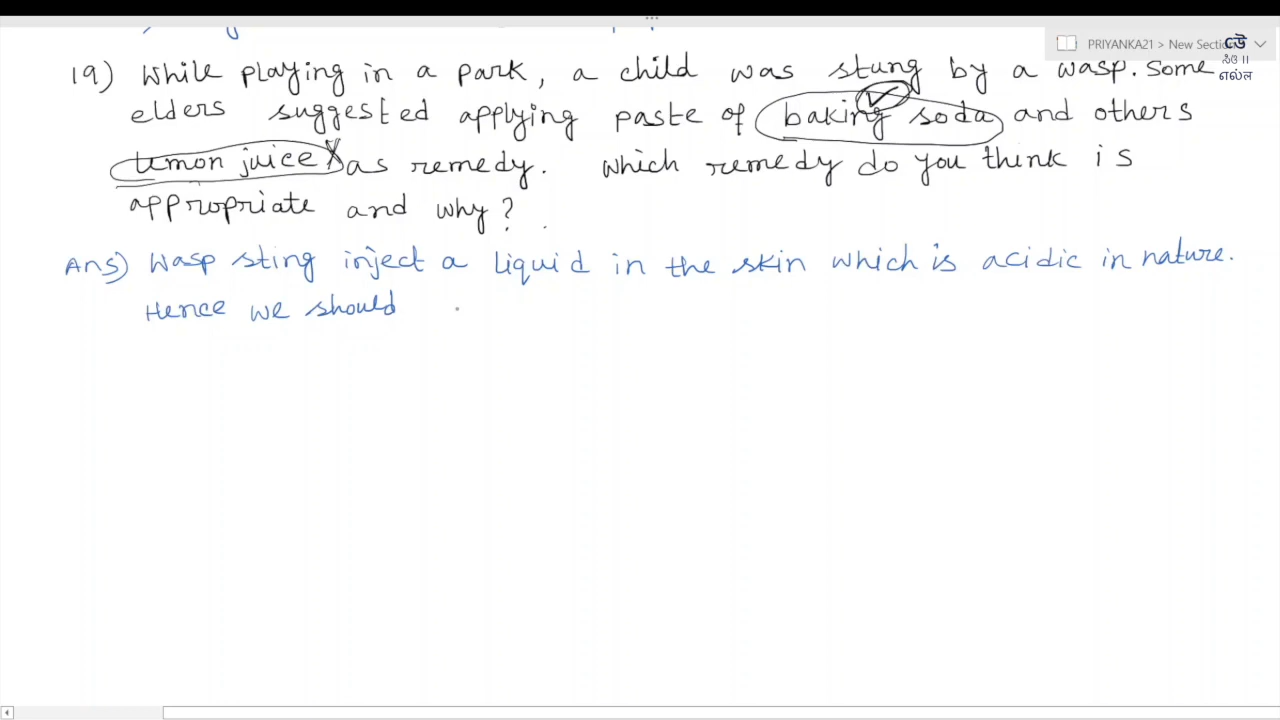 PRIYANKA21 > New Section
19) While playing in a park, a child was stung by a wasp. Some
elders suggested applying paste of baking soda and others
lemon juice as remedy. Which remedy do you think is
appropriate and why?
Ans) Wasp sting inject a liquid in the skin which is acidic in nature.
Hence we should